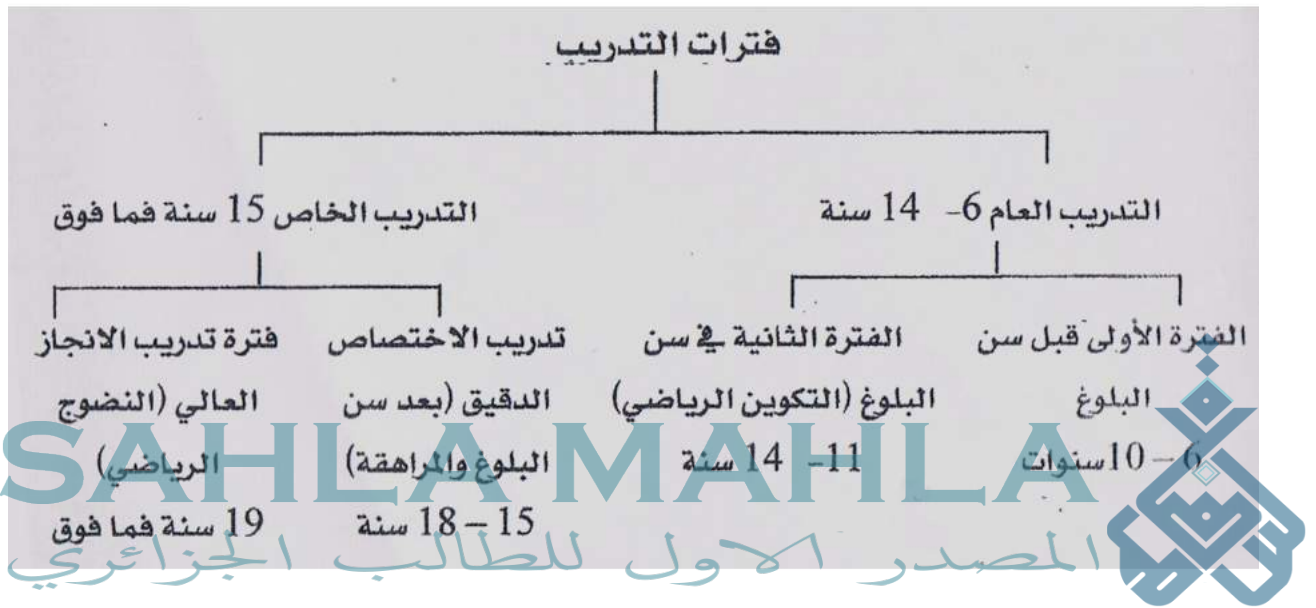 فترات التدريب
التدريب العام 6- 14 سنة
التدريب الخاص 15 سنة فما فوق
الفترة الأولى قبل سن
البلوغ
6 – 10 سنوات
الفترة الثانية في سن
البلوغ (التكوين الرياضي)
11- 14 سنة
تدريب الاختصاص
الدقيق (بعد سن
البلوغ والمراهقة)
15 – 18 سنة
فترة تدريب الانجاز
العالي (النضوج
الرياضي)
19 سنة فما فوق
SAHLA MAHLA
المصدر الاول للطالب الجزائري